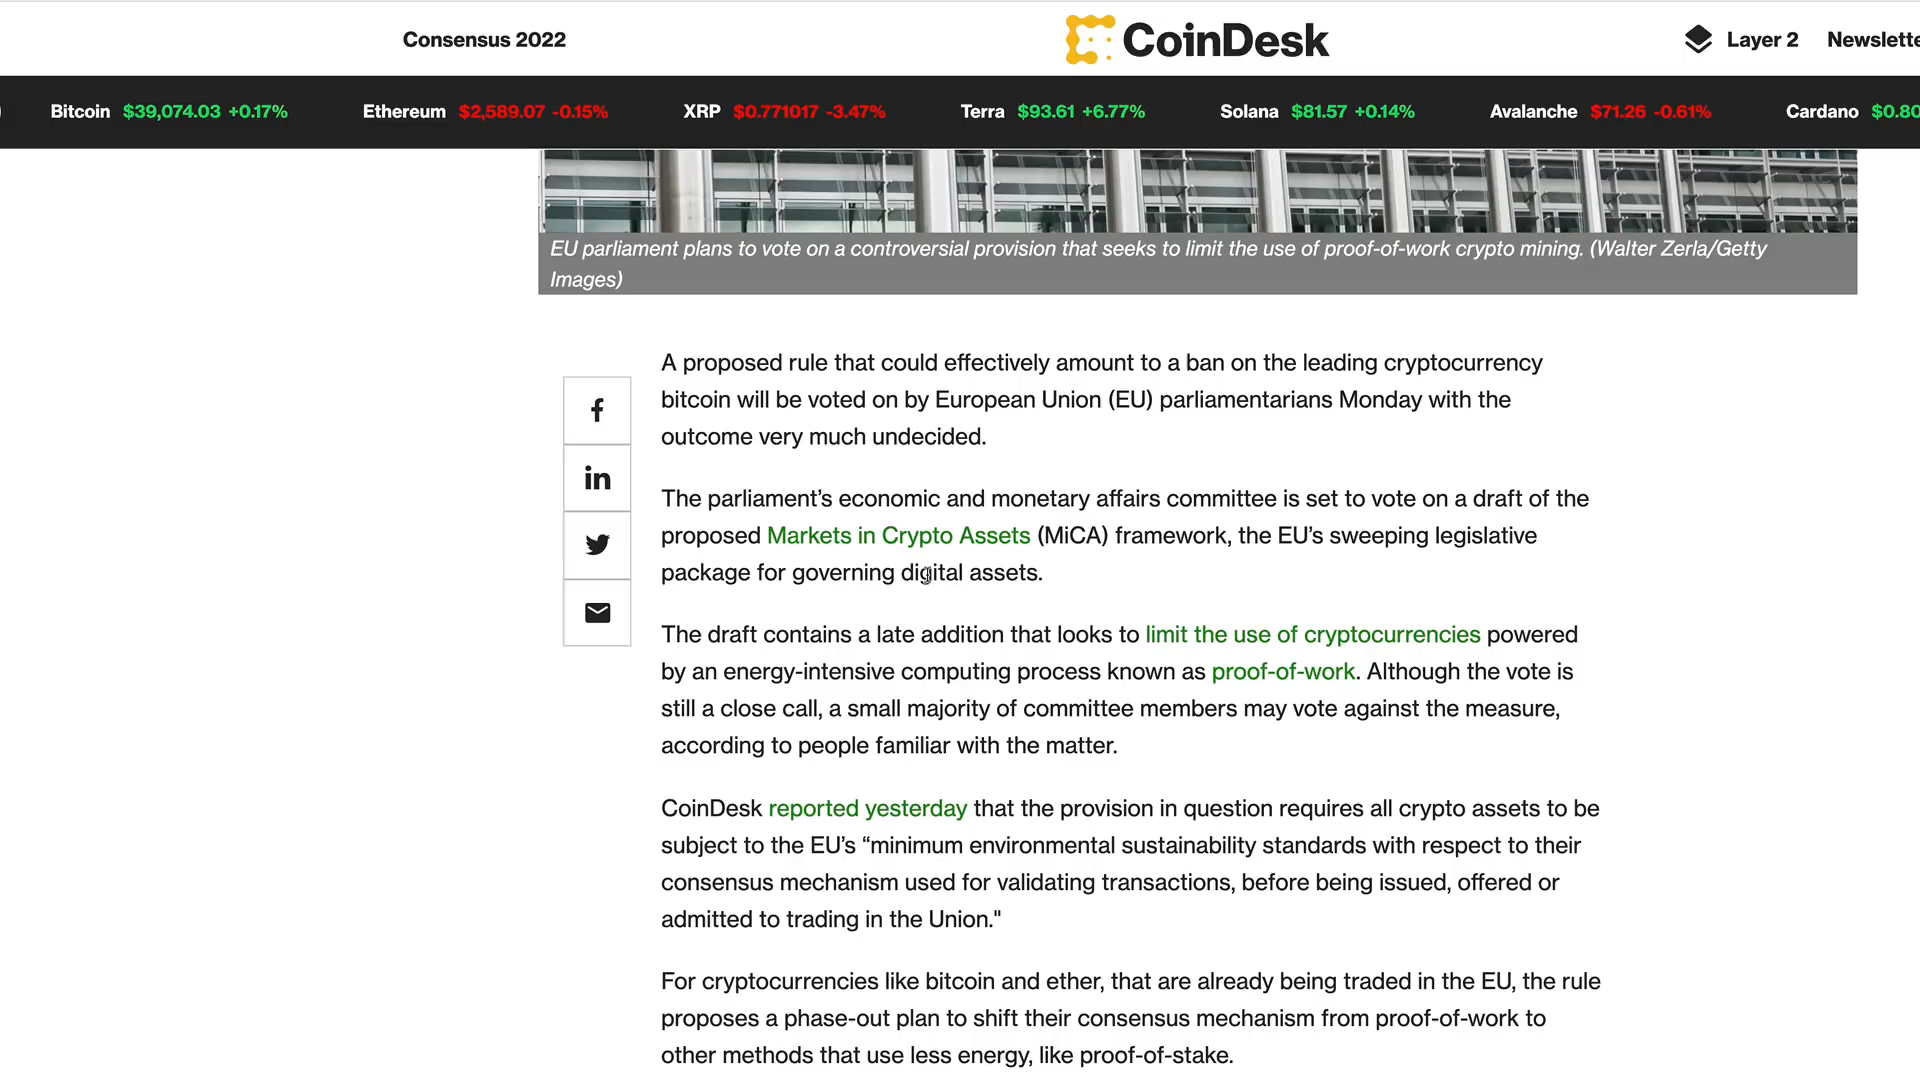 Consensus 2022
CoinDesk
Layer 2
Bitcoin $39,074.03 +0.17%
Ethereum $2,589.07 -0.15%
XRP $0.771017 -3.47%
Terra $93.61 +6.77%
Solana $81.57 +0.14%
Avalanche $71.26 -0.61%
Cardano $0.80
EU parliament plans to vote on a controversial provision that seeks to limit the use of proof-of-work crypto mining. (Walter Zerla/Getty
Images)
A proposed rule that could effectively amount to a ban on the leading cryptocurrency
bitcoin will be voted on by European Union (EU) parliamentarians Monday with the
outcome very much undecided.
The parliament’s economic and monetary affairs committee is set to vote on a draft of the
proposed Markets in Crypto Assets (MiCA) framework, the EU’s sweeping legislative
package for governing digital assets.
The draft contains a late addition that looks to limit the use of cryptocurrencies powered
by an energy-intensive computing process known as proof-of-work. Although the vote is
still a close call, a small majority of committee members may vote against the measure,
according to people familiar with the matter.
CoinDesk reported yesterday that the provision in question requires all crypto assets to be
subject to the EU’s “minimum environmental sustainability standards with respect to their
consensus mechanism used for validating transactions, before being issued, offered or
admitted to trading in the Union."
For cryptocurrencies like bitcoin and ether, that are already being traded in the EU, the rule
proposes a phase-out plan to shift their consensus mechanism from proof-of-work to
other methods that use less energy, like proof-of-stake.